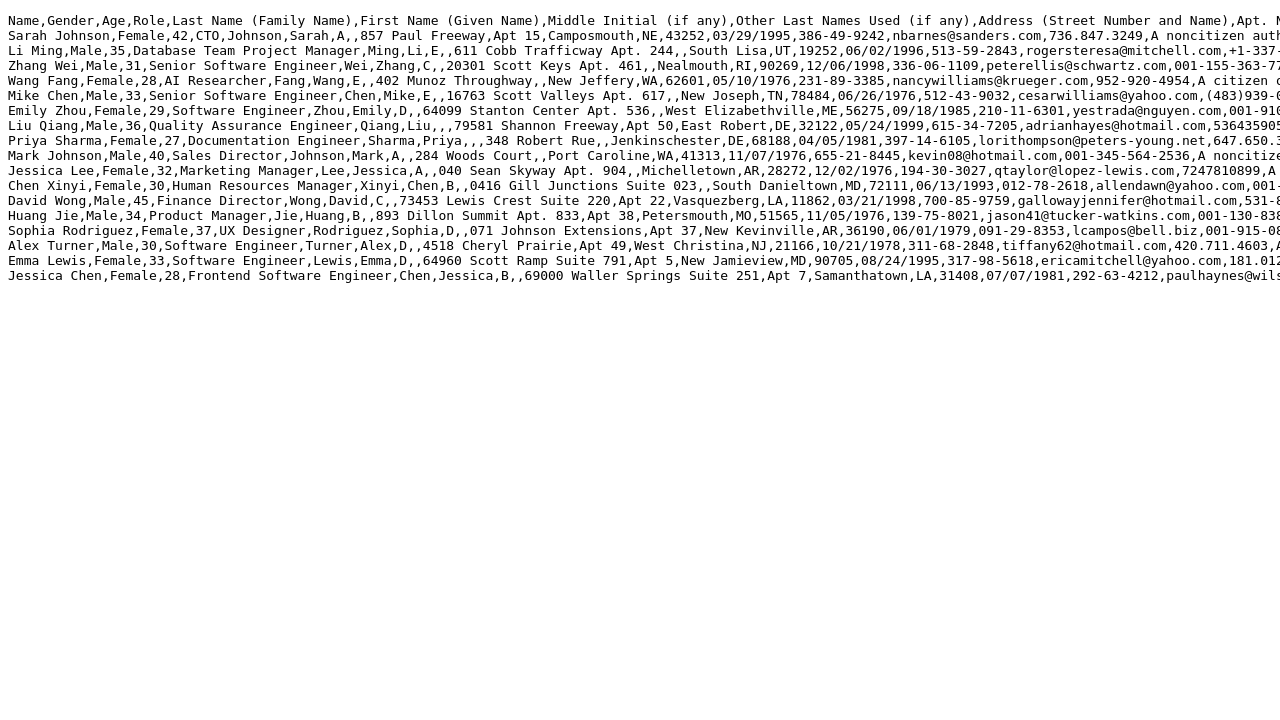 Name,Gender,Age,Role,Last Name (Family Name),First Name (Given Name),Middle Initial (if any),Other Last Names Used (if any),Address (Street Number and Name),Apt.
Sarah Johnson,Female,42,CTO,Johnson,Sarah,A,,857 Paul Freeway,Apt 15,Camposmouth,NE,43252,03/29/1995,386-49-9242,nbarnes@sanders.com,736.847.3249,A noncitizen auth
Li Ming,Male,35,Database Team Project Manager,Ming,Li,E,,611 Cobb Trafficway Apt. 244,,South Lisa,UT,19252,06/02/1996,513-59-2843,rogersteresa@mitchell.com,+1-337-
Zhang Wei,Male,31,Senior Software Engineer,Wei,Zhang,C,,20301 Scott Keys Apt. 461,,Nealmouth,RI,90269,12/06/1998,336-06-1109,peterellis@schwartz.com,001-155-363-77
Wang Fang,Female,28,AI Researcher,Fang,Wang,E,,402 Munoz Throughway,,New Jeffery,WA,62601,05/10/1976,231-89-3385,nancywilliams@krueger.com,952-920-4954,A citizen
Mike Chen,Male,33,Senior Software Engineer,Chen,Mike,E,,16763 Scott Valleys Apt. 617,,New Joseph,TN,78484,06/26/1976,512-43-9032,cesarwilliams@yahoo.com,(483)939-
Emily Zhou,Female,29,Software Engineer,Zhou,Emily,D,,64099 Stanton Center Apt. 536,,West Elizabethville,ME,56275,09/18/1985,210-11-6301,yestrada@nguyen.com,001-910
Liu Qiang,Male,36,Quality Assurance Engineer,Qiang,Liu,,,79581 Shannon Freeway,Apt 50,East Robert,DE,32122,05/24/1999,615-34-7205,adrianhayes@hotmail.com,536435905
Priya Sharma,Female,27,Documentation Engineer,Sharma,Priya,,,348 Robert Rue,,Jenkinschester,DE,68188,04/05/1981,397-14-6105,lorithompson@peters-young.net,647.650.3
Mark Johnson,Male,40,Sales Director,Johnson,Mark,A,,284 Woods Court,,Port Caroline,WA,41313,11/07/1976,655-21-8445,kevin08@hotmail.com,001-345-564-2536,A noncitize
Jessica Lee,Female,32,Marketing Manager,Lee,Jessica,A,,040 Sean Skyway Apt. 904,,Michelletown,AR,28272,12/02/1976,194-30-3027,qtaylor@lopez-lewis.com,7247810899,A
Chen Xinyi,Female,30,Human Resources Manager,Xinyi,Chen,B,,0416 Gill Junctions Suite 023,,South Danieltown,MD,72111,06/13/1993,012-78-2618,allendawn@yahoo.com,001-
David Wong,Male,45,Finance Director,Wong,David,C,,73453 Lewis Crest Suite 220,Apt 22,Vasquezberg,LA,11862,03/21/1998,700-85-9759,gallowayjennifer@hotmail.com,531-8
Huang Jie,Male,34,Product Manager,Jie,Huang,B,,893 Dillon Summit Apt. 833,Apt 38,Petersmouth,MO,51565,11/05/1976,139-75-8021,jason41@tucker-watkins.com,001-130-838
Sophia Rodriguez,Female,37,UX Designer,Rodriguez,Sophia,D,,071 Johnson Extensions,Apt 37,New Kevinville,AR,36190,06/01/1979,091-29-8353,lcampos@bell.biz,001-915-08
Alex Turner,Male,30,Software Engineer,Turner,Alex,D,,4518 Cheryl Prairie,Apt 49,West Christina,NJ,21166,10/21/1978,311-68-2848,tiffany62@hotmail.com,420.711.4603,A
Emma Lewis,Female,33,Software Engineer,Lewis,Emma,D,,64960 Scott Ramp Suite 791,Apt 5,New Jamieview,MD,90705,08/24/1995,317-98-5618,ericamitchell@yahoo.com,181.012
Jessica Chen,Female,28,Frontend Software Engineer,Chen,Jessica,B,,69000 Waller Springs Suite 251,Apt 7,Samanthatown,LA,31408,07/07/1981,292-63-4212,paulhaynes@wils